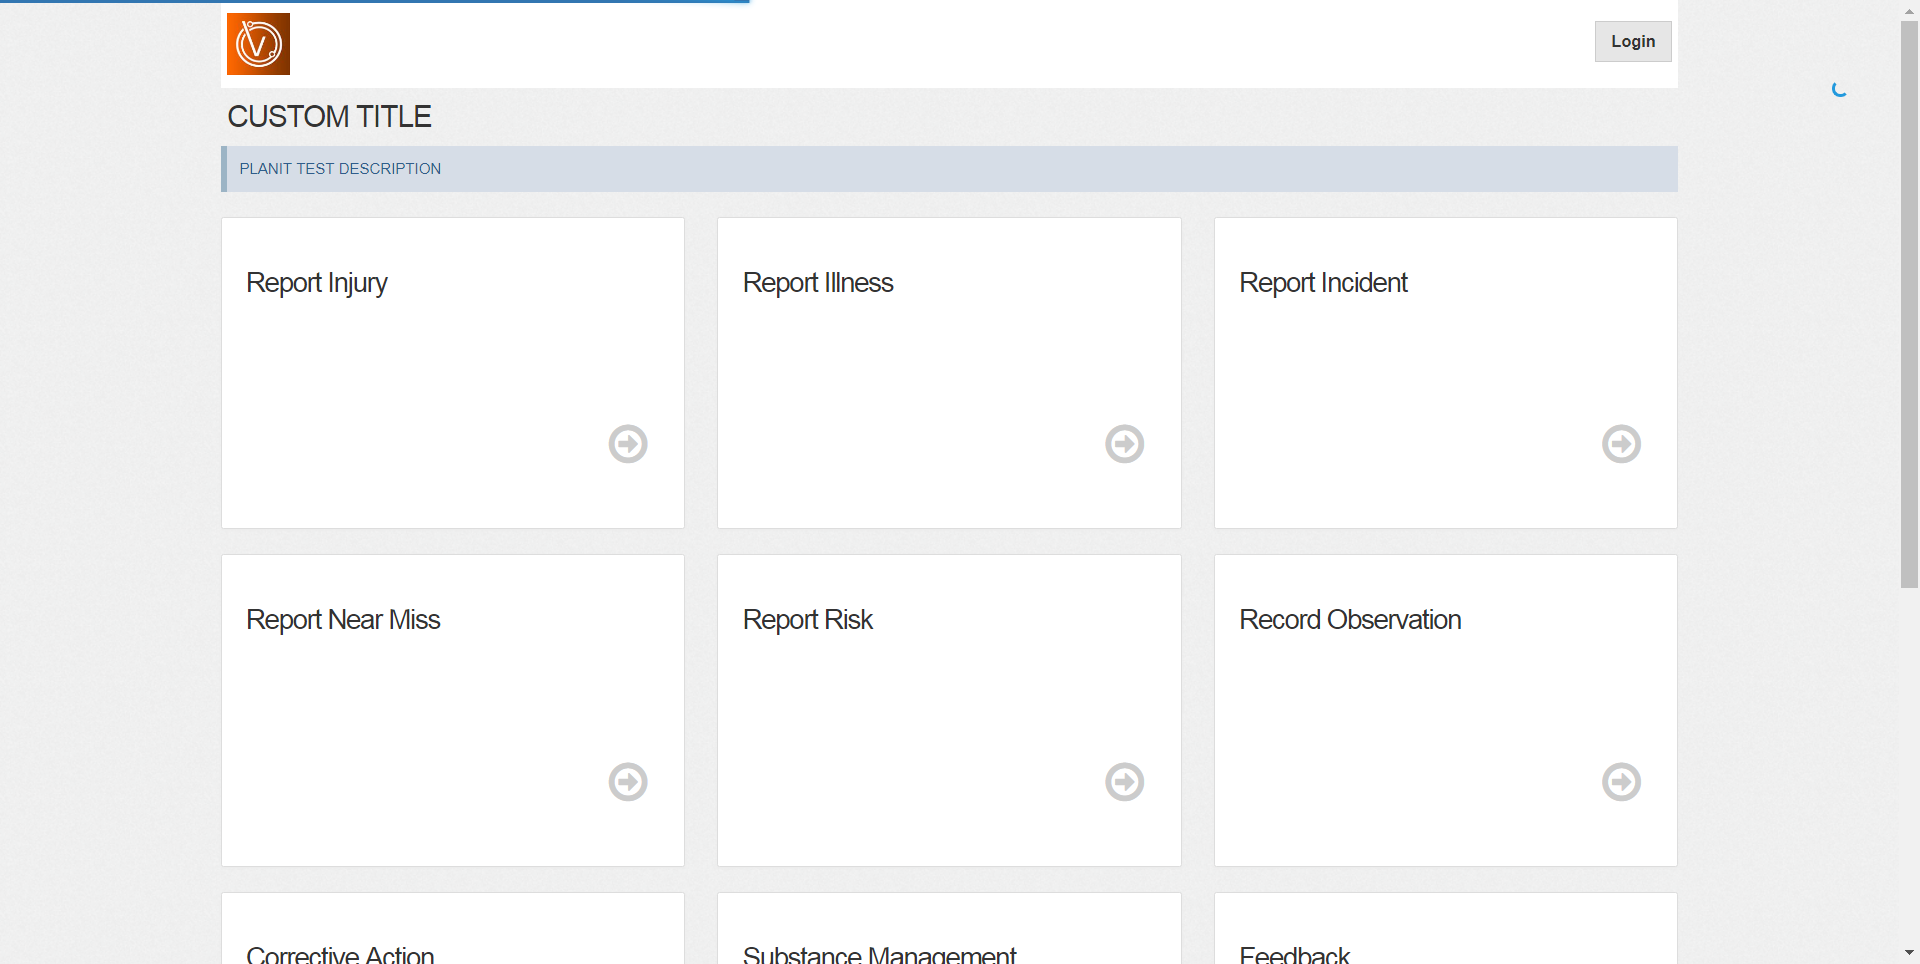 V
Login
CUSTOM TITLE
PLANIT TEST DESCRIPTION
Report Injury
Report Illness
Report Incident
Report Near Miss
Report Risk
Record Observation
Corrective Action
Substance Management
Feedback